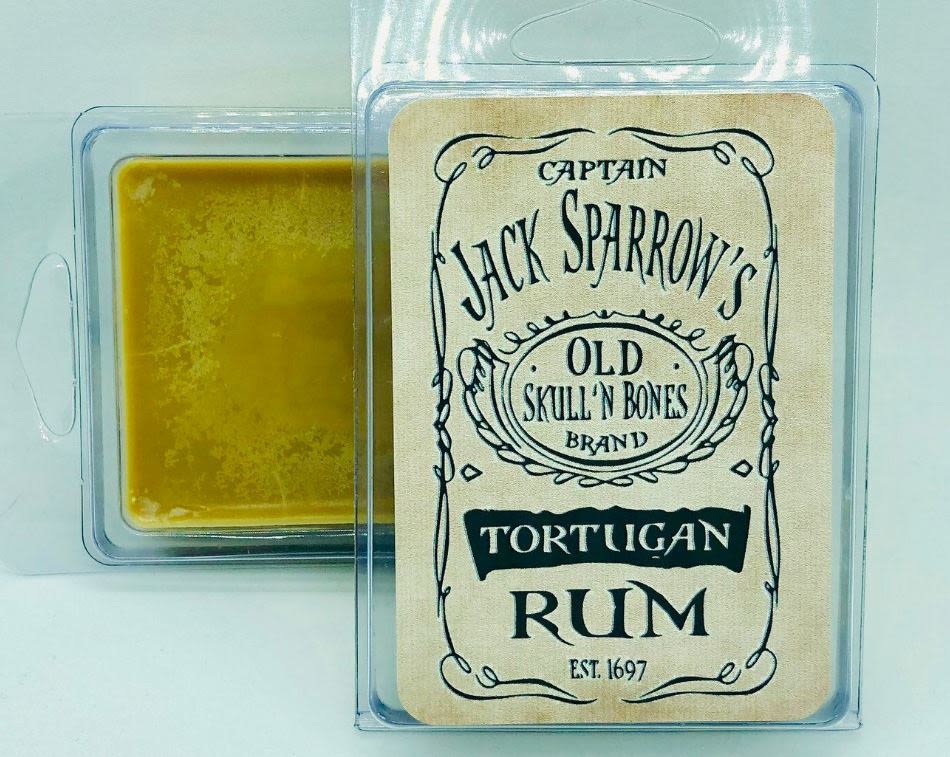 CAPTAIN
JACK SPARROW'S
OLD
SKULL'N BONES
BRAND
TORTUGAN
RUM
EST. 1697